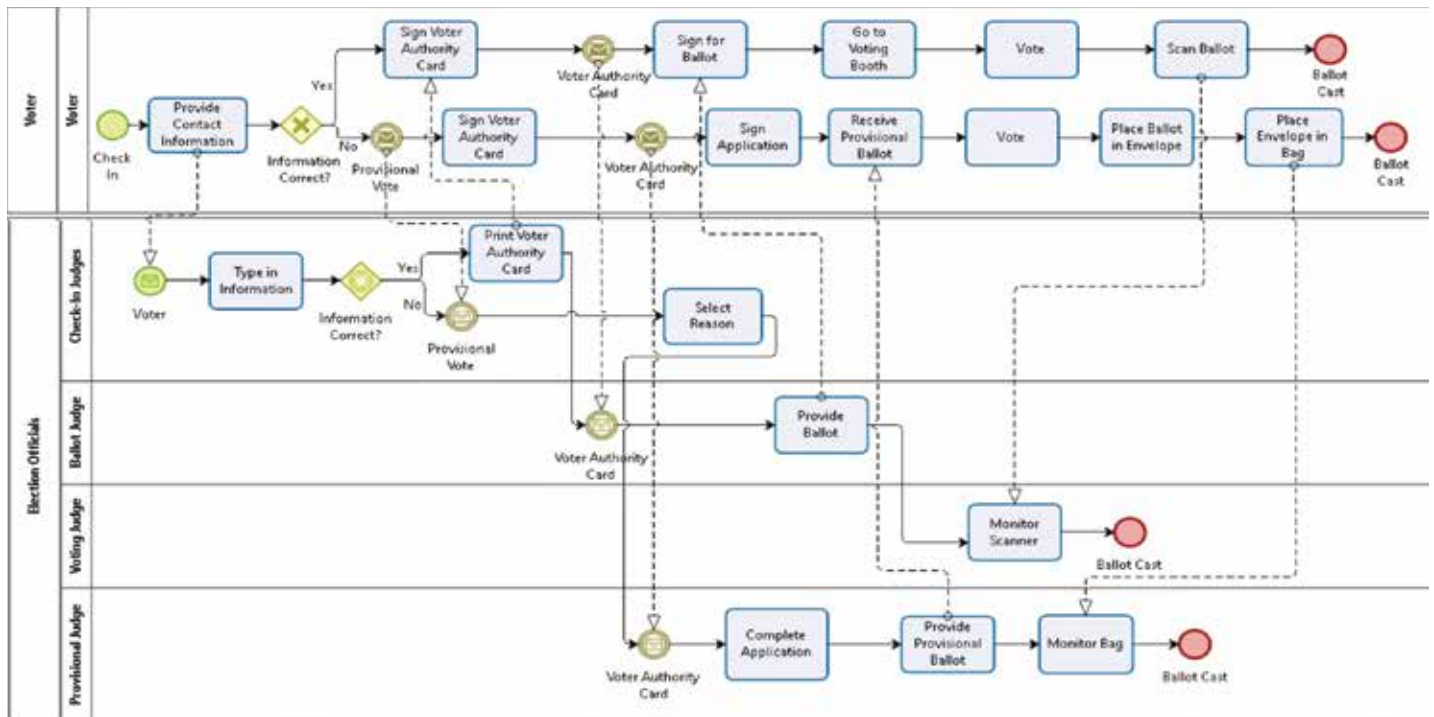 Voter
Voter
Check
In
Provide
Contact
Information
Information
Correct?
Yes
No
Sign Voter
Authority
Card
Voter Authority
Card
Sign for
Ballot
Go to
Voting
Booth
Vote
Scan Ballot
Ballot
Cast
Provisional
Vote
Sign Voter
Authority
Card
Voter Authority
Card
Sign
Application
Receive
Provisional
Ballot
Vote
Place Ballot
in Envelope
Place
Envelope in
Bag
Ballot
Cast
Election Officials
Check-In Judges
Voter
Type in
Information
Information
Correct?
Yes
No
Print Voter
Authority
Card
Provisional
Vote
Select
Reason
Ballot Judge
Voter Authority
Card
Provide
Ballot
Voting Judge
Monitor
Scanner
Ballot Cast
Provisional Judge
Voter Authority
Card
Complete
Application
Provide
Provisional
Ballot
Monitor Bag
Ballot Cast